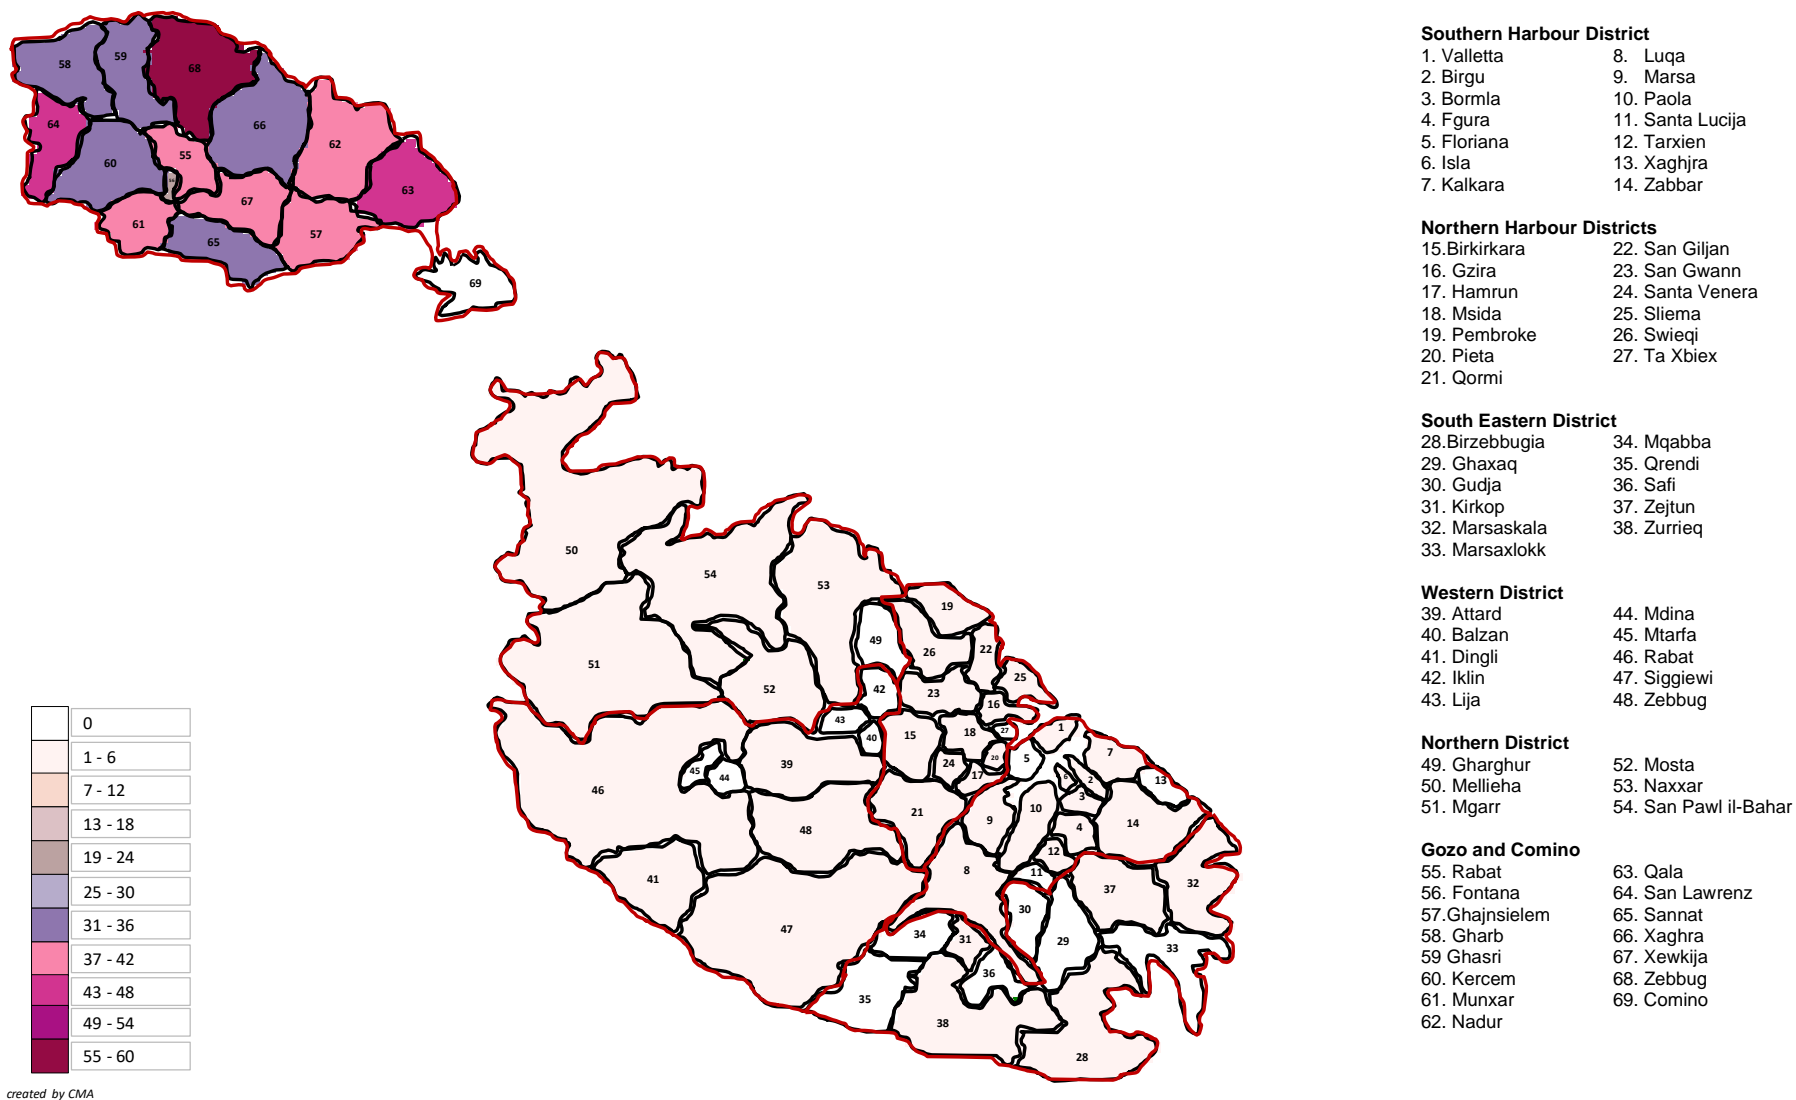 Southern Harbour District
1. Valletta 8. Luqa
2. Birgu 9. Marsa
3. Bormla 10. Paola
4. Fgura 11. Santa Lucija
5. Floriana 12. Tarxien
6. Isla 13. Xaghjra
7. Kalkara 14. Zabbar
Northern Harbour Districts
15.Birkirkara 22. San Giljan
16. Gzira 23. San Gwann
17. Hamrun 24. Santa Venera
18. Msida 25. Sliema
19. Pembroke 26. Swieqi
20. Pieta 27. Ta Xbiex
21. Qormi
South Eastern District
28.Birzebbugia 34. Mqabba
29. Ghaxaq 35. Qrendi
30. Gudja 36. Safi
31. Kirkop 37. Zejtun
32. Marsaskala 38. Zurrieq
33. Marsaxlokk
Western District
39. Attard 44. Mdina
40. Balzan 45. Mtarfa
41. Dingli 46. Rabat
42. Iklin 47. Siggiewi
43. Lija 48. Zebbug
Northern District
49. Gharghur 52. Mosta
50. Mellieha 53. Naxxar
51. Mgarr 54. San Pawl il-Bahar
Gozo and Comino
55. Rabat 63. Qala
56. Fontana 64. San Lawrenz
57.Ghajnsielem 65. Sannat
58. Gharb 66. Xaghra
59 Ghasri 67. Xewkija
60. Kercem 68. Zebbug
61. Munxar 69. Comino
62. Nadur
58
59
68
64
60
55
66
62
63
67
61
65
57
69
50
54
53
51
52
49
19
26
22
25
42
23
16
43
40
15
18
27
1
20
5
24
17
7
45
44
39
46
6
2
13
3
10
21
9
48
4
14
12
8
11
41
37
32
47
30
34
31
29
33
36
35
38
28
0
1 - 6
7 - 12
13 - 18
19 - 24
25 - 30
31 - 36
37 - 42
43 - 48
49 - 54
55 - 60
created by CMA